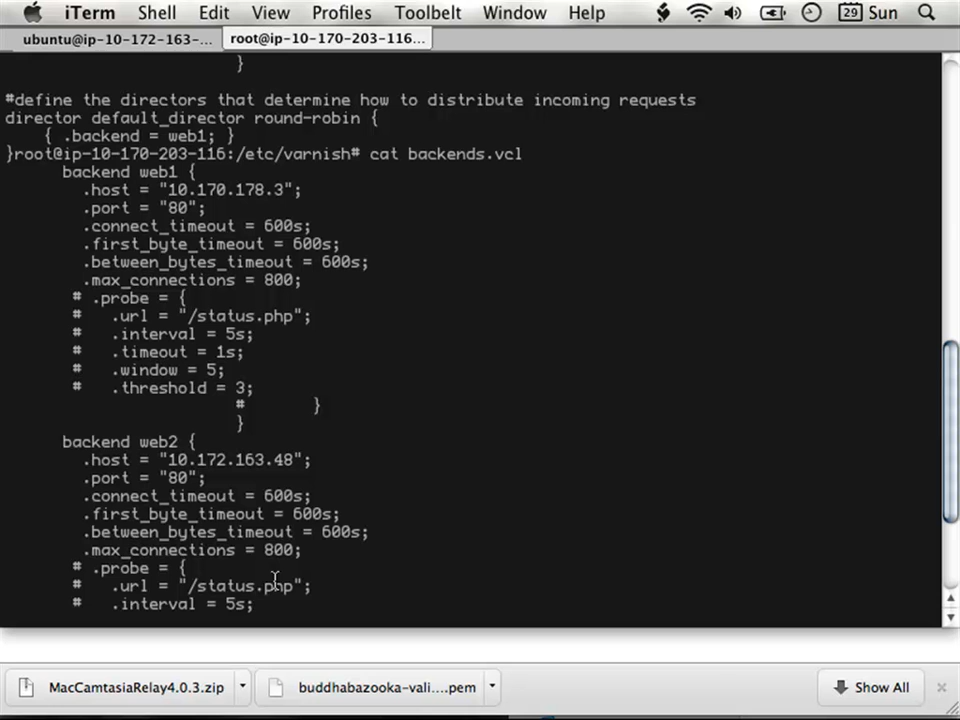 iTerm Shell Edit View Profiles Toolbelt Window Help 29 Sun
ubuntu@ip-10-172-163-... root@ip-10-170-203-116...
}
#define the directors that determine how to distribute incoming requests
director default_director round-robin {
{ .backend = web1; }
}root@ip-10-170-203-116:/etc/varnish# cat backends.vcl
backend web1 {
.host = "10.170.178.3";
.port = "80";
.connect_timeout = 600s;
.first_byte_timeout = 600s;
.between_bytes_timeout = 600s;
.max_connections = 800;
# .probe = {
# .url = "/status.php";
# .interval = 5s;
# .timeout = 1s;
# .window = 5;
# .threshold = 3;
# }
}
backend web2 {
.host = "10.172.163.48";
.port = "80";
.connect_timeout = 600s;
.first_byte_timeout = 600s;
.between_bytes_timeout = 600s;
.max_connections = 800;
# .probe = {
# .url = "/status.php";
# .interval = 5s;
MacCamtasiaRelay4.0.3.zip buddhabazooka-vali....pem Show All